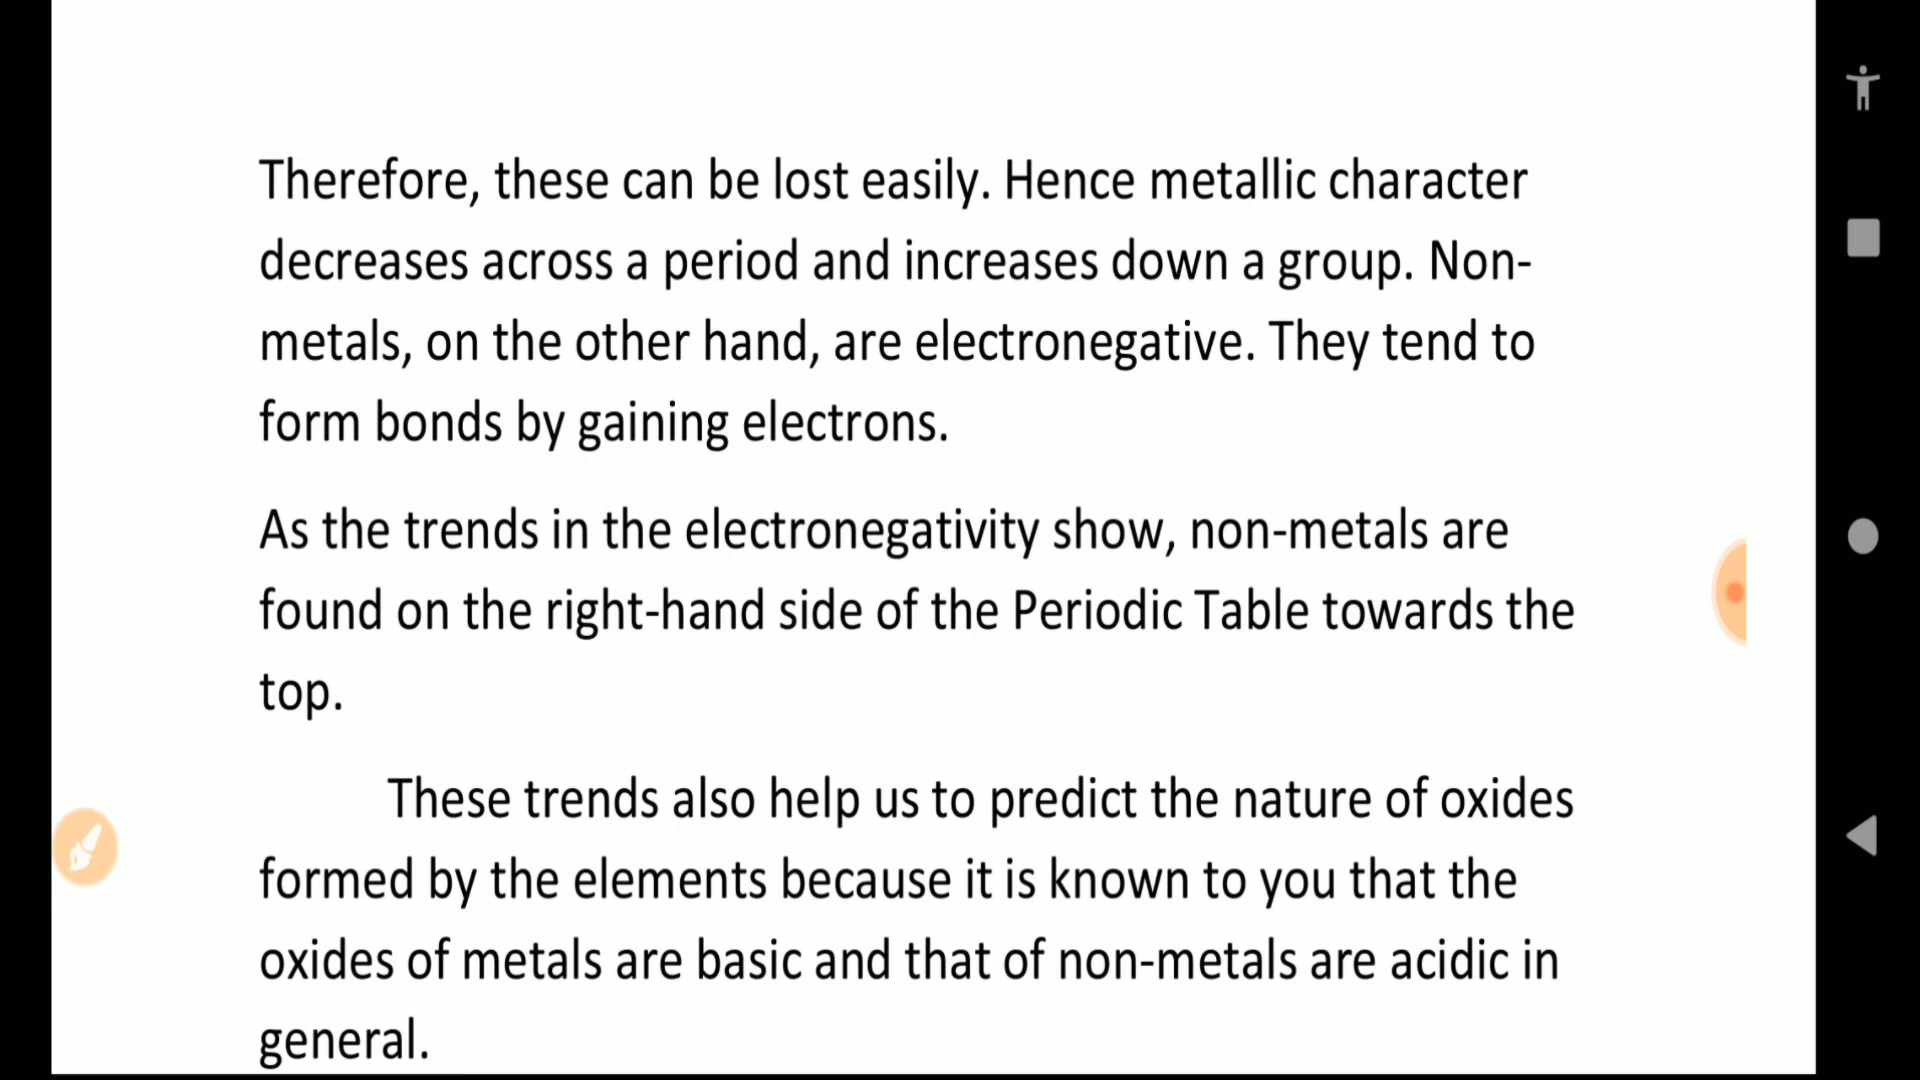 Therefore, these can be lost easily. Hence metallic character
decreases across a period and increases down a group. Non-
metals, on the other hand, are electronegative. They tend to
form bonds by gaining electrons.
As the trends in the electronegativity show, non-metals are
found on the right-hand side of the Periodic Table towards the
top.
These trends also help us to predict the nature of oxides
formed by the elements because it is known to you that the
oxides of metals are basic and that of non-metals are acidic in
general.